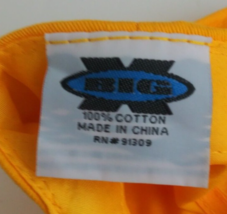 BIG
X
100% COTTON
MADE IN CHINA
RN# 91309